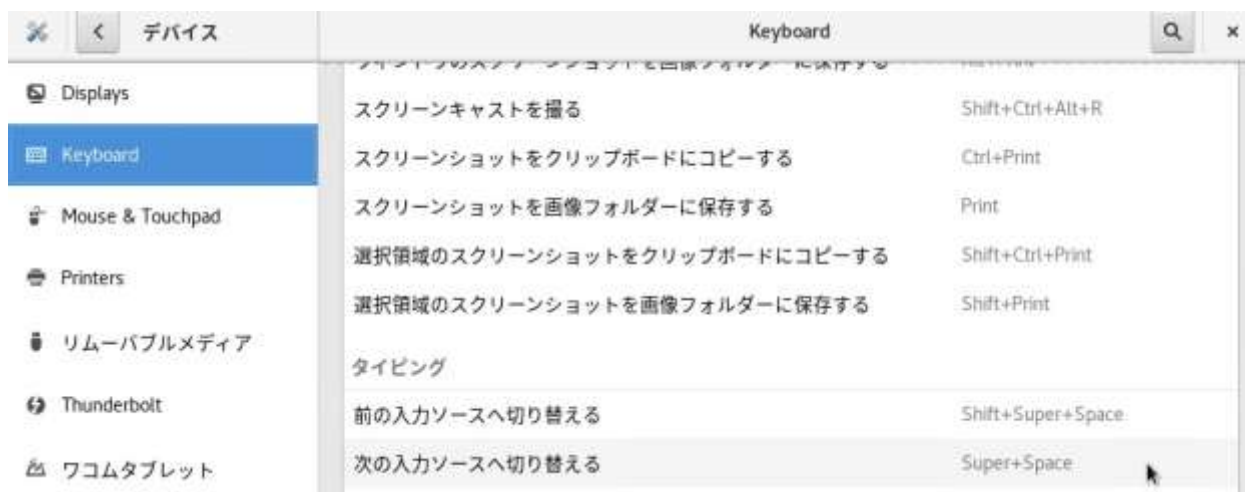 デバイス
Keyboard
Displays
Keyboard
Mouse & Touchpad
Printers
リムーバブルメディア
Thunderbolt
ワコムタブレット
スクリーンキャストを撮る Shift+Ctrl+Alt+R
スクリーンショットをクリップボードにコピーする Ctrl+Print
スクリーンショットを画像フォルダーに保存する Print
選択領域のスクリーンショットをクリップボードにコピーする Shift+Ctrl+Print
選択領域のスクリーンショットを画像フォルダーに保存する Shift+Print
タイピング
前の入力ソースへ切り替える Shift+Super+Space
次の入力ソースへ切り替える Super+Space